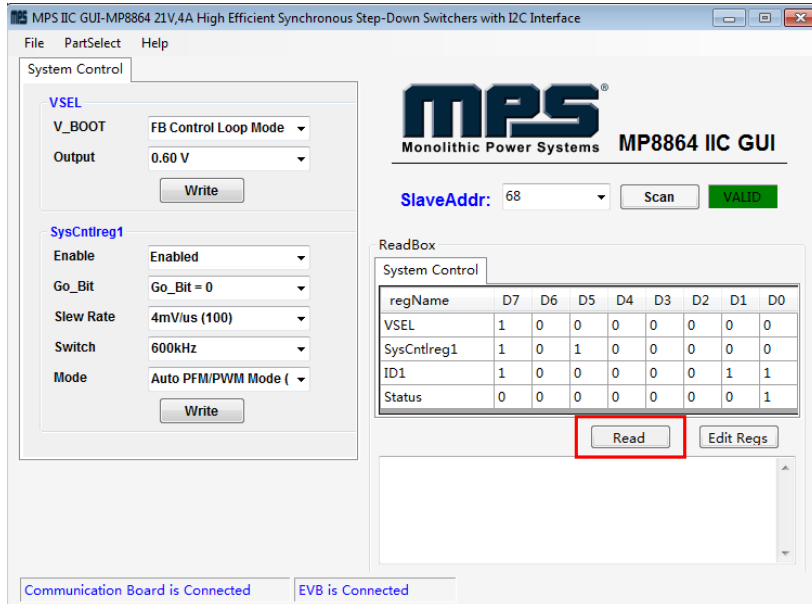 MPS IIC GUI-MP8864 21V,4A High Efficient Synchronous Step-Down Switchers with I2C Interface
File PartSelect Help
System Control
VSEL
V_BOOT FB Control Loop Mode
Output 0.60 V
Write
SysCntlreg1
Enable Enabled
Go_Bit Go_Bit = 0
Slew Rate 4mV/us (100)
Switch 600kHz
Mode Auto PFM/PWM Mode (
Write
mps®
Monolithic Power Systems MP8864 IIC GUI
SlaveAddr: 68 Scan VALID
ReadBox
System Control
regName D7 D6 D5 D4 D3 D2 D1 D0
VSEL 1 0 0 0 0 0 0 0
SysCntlreg1 1 0 1 0 0 0 0 0
ID1 1 0 0 0 0 0 1 1
Status 0 0 0 0 0 0 0 1
Read Edit Regs
Communication Board is Connected EVB is Connected